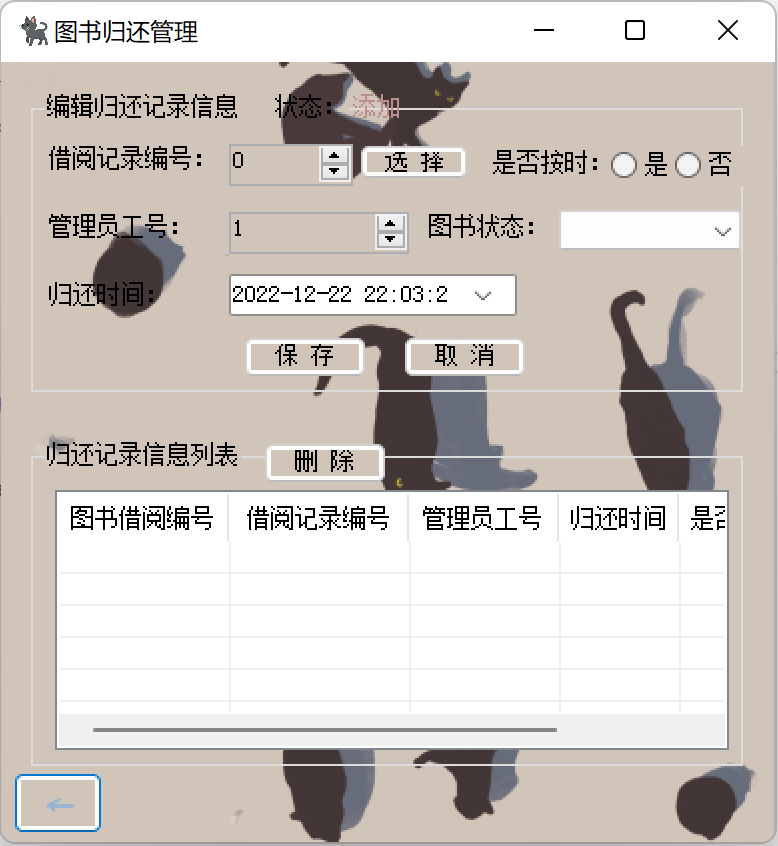 图书归还管理
编辑归还记录信息 状态：添加
借阅记录编号： 0 选 择 是否按时： 是 否
管理员工号： 1 图书状态：
归还时间： 2022-12-22 22:03:2
保 存 取 消
归还记录信息列表 删 除
图书借阅编号 借阅记录编号 管理员工号 归还时间 是否